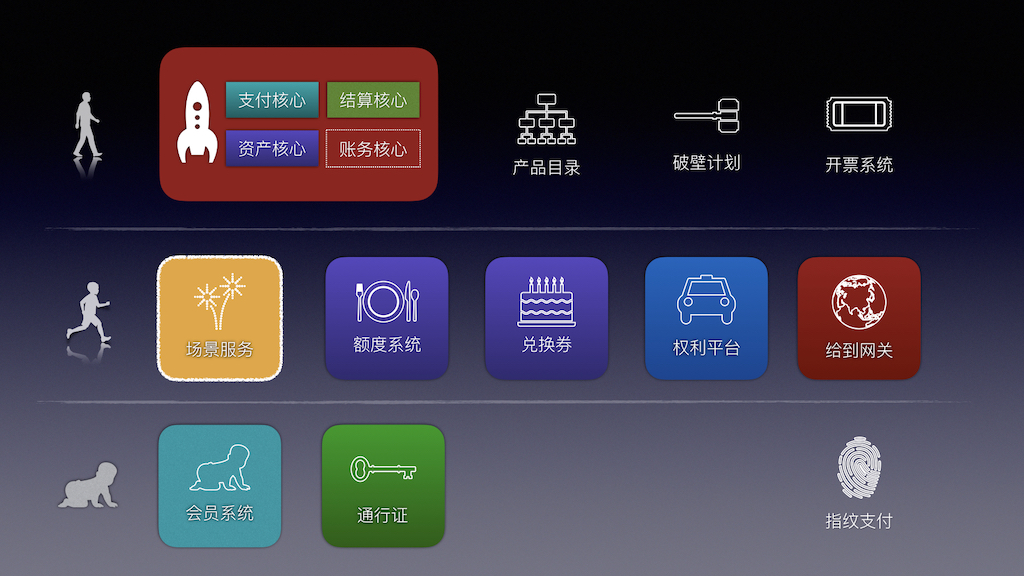 支付核心
结算核心
资产核心
账务核心
产品目录
破壁计划
开票系统
场景服务
额度系统
兑换券
权利平台
给到网关
会员系统
通行证
指纹支付